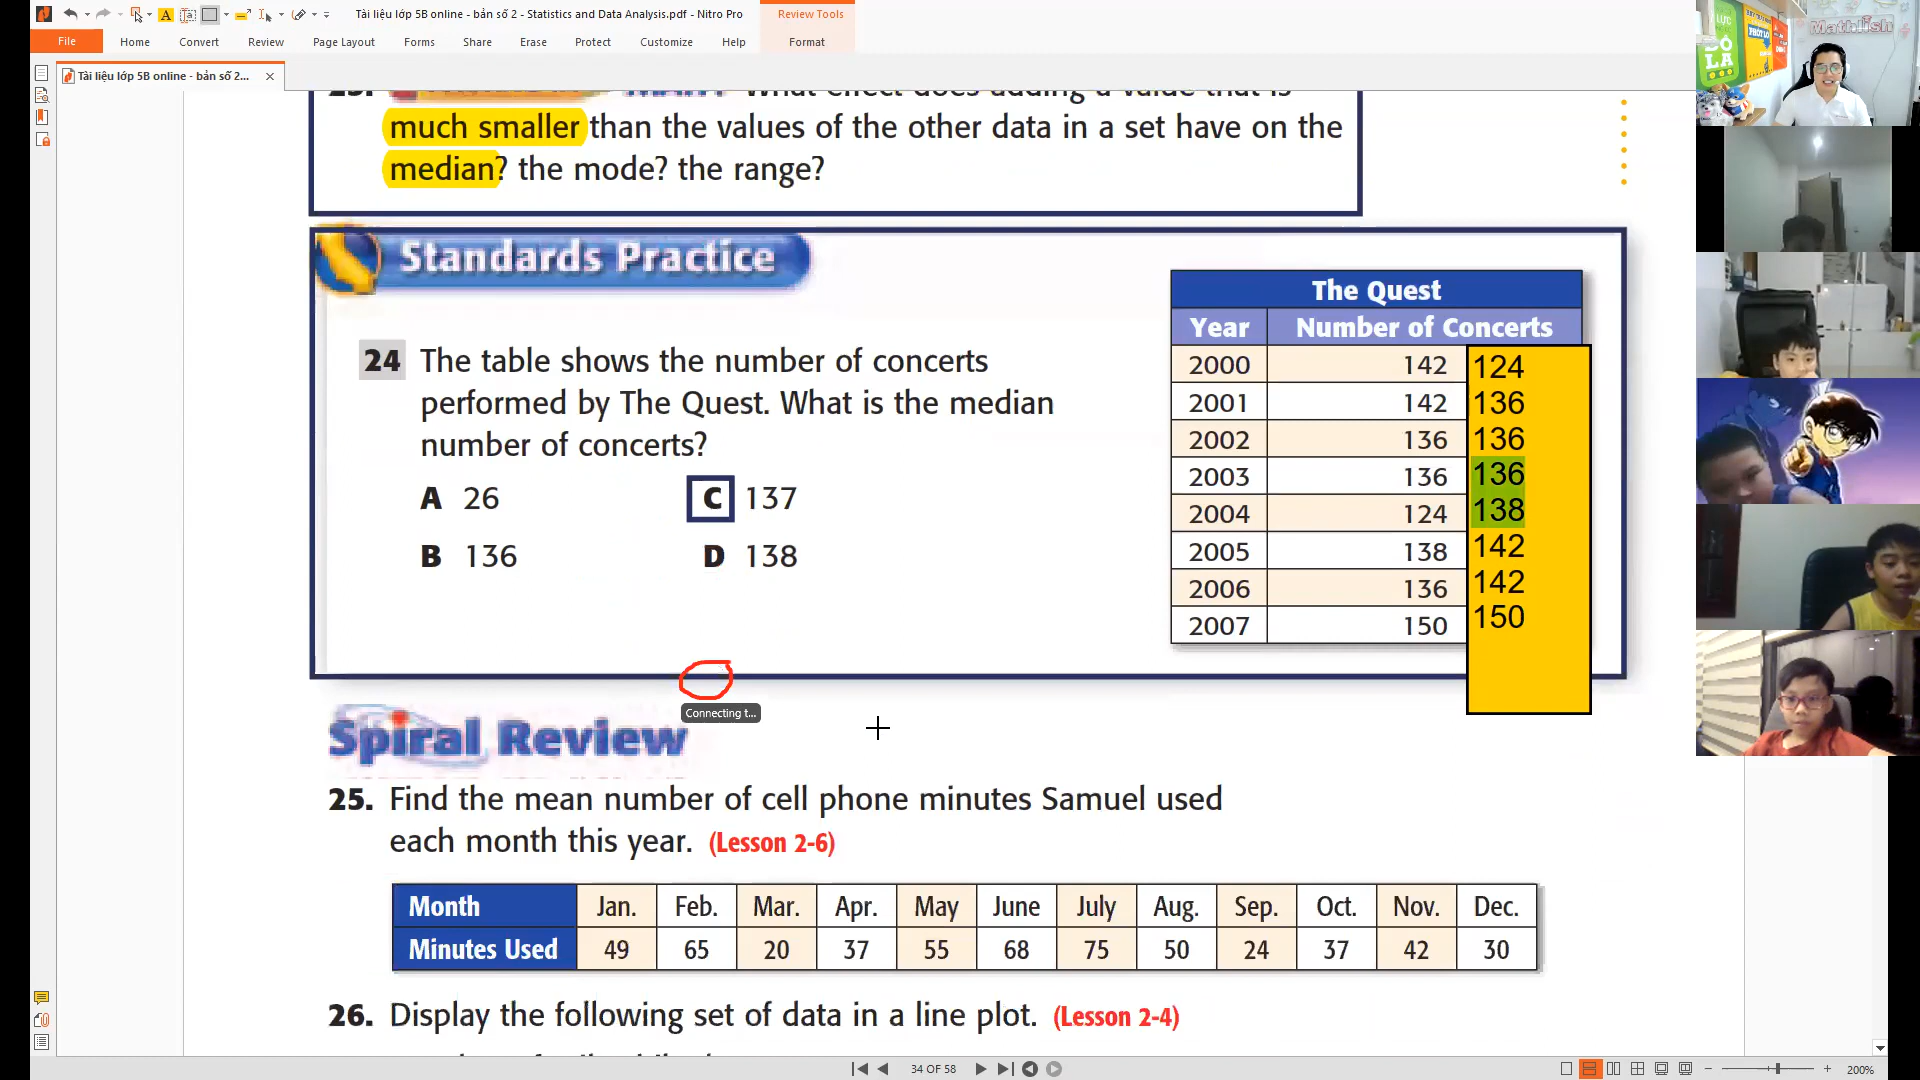 Tài liệu lớp 5B online - bản số 2 - Statistics and Data Analysis.pdf - Nitro Pro
Review Tools
File
Home
Convert
Review
Page Layout
Forms
Share
Erase
Protect
Customize
Help
Format
Tài liệu lớp 5B online - bản số 2...
What effect does adding a value that is
much smaller than the values of the other data in a set have on the
median? the mode? the range?
Standards Practice
24 The table shows the number of concerts
performed by The Quest. What is the median
number of concerts?
A 26
C 137
B 136
D 138
The Quest
Year Number of Concerts
2000 142 124
2001 142 136
2002 136 136
2003 136 136
2004 124 138
2005 138 142
2006 136 142
2007 150 150
Connecting t...
Spiral Review
25. Find the mean number of cell phone minutes Samuel used
each month this year. (Lesson 2-6)
Month Jan. Feb. Mar. Apr. May June July Aug. Sep. Oct. Nov. Dec.
Minutes Used 49 65 20 37 55 68 75 50 24 37 42 30
26. Display the following set of data in a line plot. (Lesson 2-4)
34 OF 58
200%
Mathlish